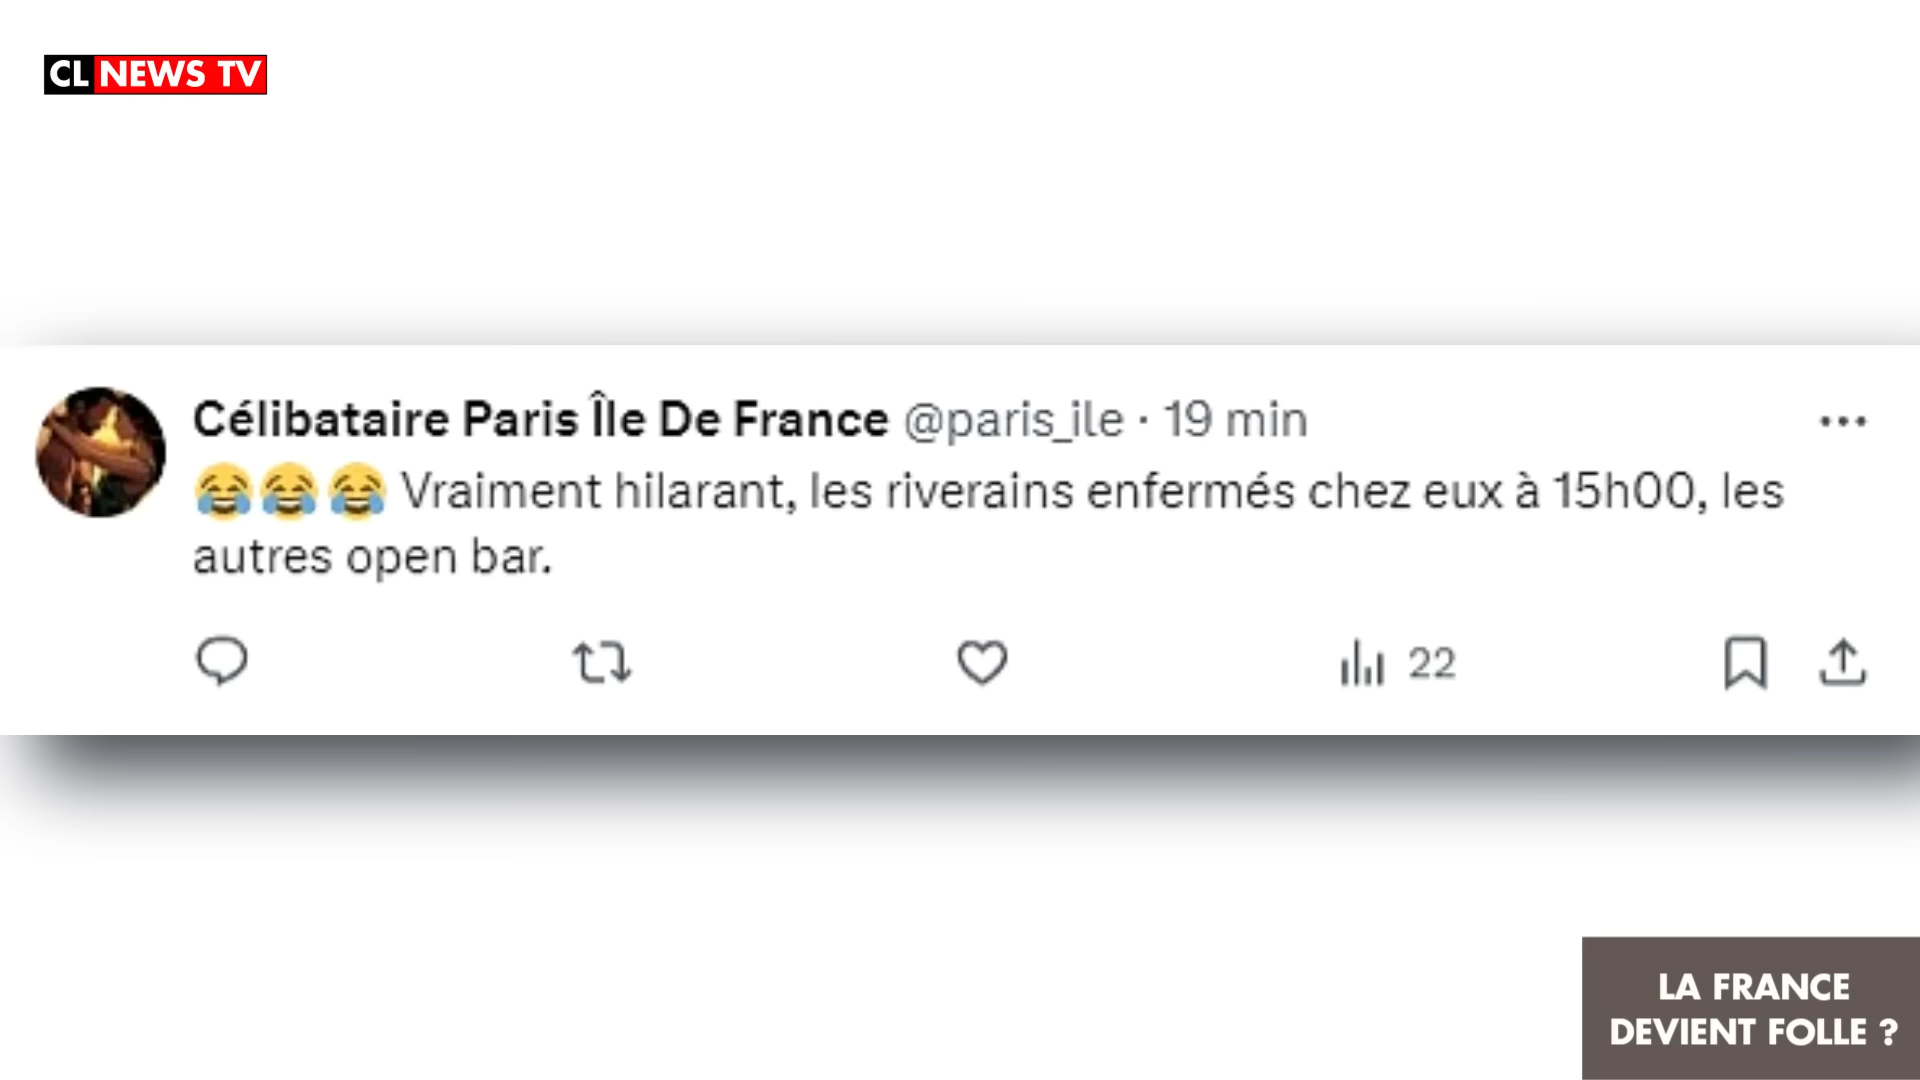 CL NEWS TV
Célibataire Paris Île De France @paris_ile · 19 min
😂😂😂 Vraiment hilarant, les riverains enfermés chez eux à 15h00, les
autres open bar.
22
LA FRANCE
DEVIENT FOLLE ?